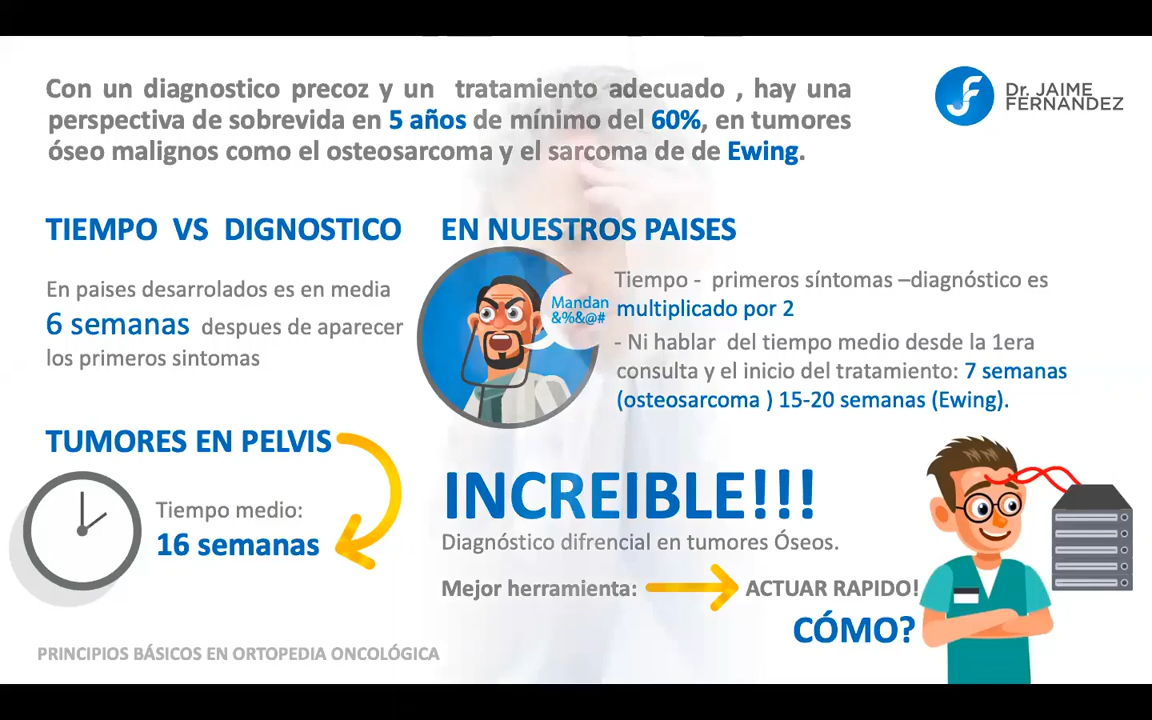 Con un diagnostico precoz y un tratamiento adecuado , hay una
perspectiva de sobrevida en 5 años de mínimo del 60%, en tumores
óseo malignos como el osteosarcoma y el sarcoma de de Ewing.
Dr. JAIME
FERNANDEZ
TIEMPO VS DIGNOSTICO
En paises desarrolados es en media
6 semanas despues de aparecer
los primeros sintomas
EN NUESTROS PAISES
Mandan
&%&@#
Tiempo - primeros síntomas –diagnóstico es
multiplicado por 2
- Ni hablar del tiempo medio desde la 1era
consulta y el inicio del tratamiento: 7 semanas
(osteosarcoma ) 15-20 semanas (Ewing).
TUMORES EN PELVIS
Tiempo medio:
16 semanas
INCREIBLE!!!
Diagnóstico difrencial en tumores Óseos.
Mejor herramienta: ACTUAR RAPIDO!
CÓMO?
PRINCIPIOS BÁSICOS EN ORTOPEDIA ONCOLÓGICA